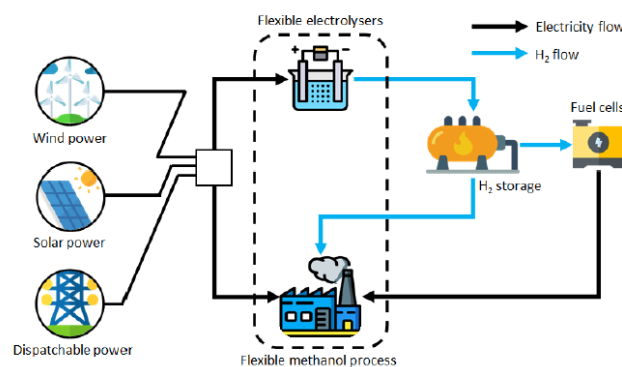 Flexible electrolysers
Electricity flow
H₂ flow
+ −
Wind power
Fuel cells
H₂ storage
Solar power
Dispatchable power
Flexible methanol process